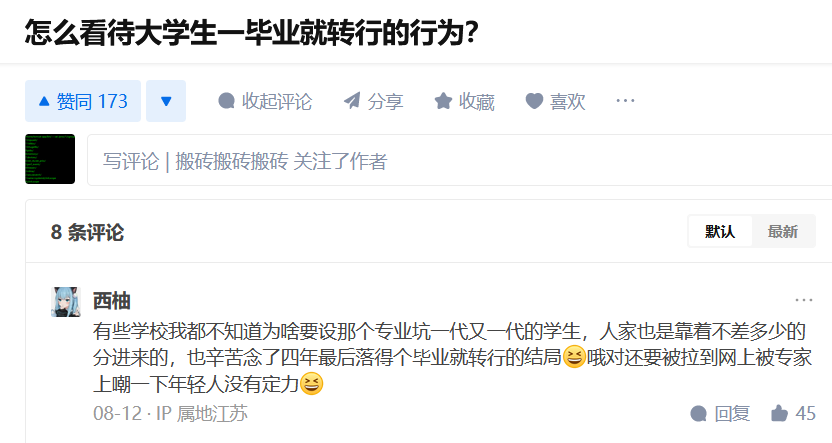 怎么看待大学生一毕业就转行的行为？
赞同 173 收起评论 分享 收藏 喜欢
写评论 | 搬砖搬砖搬砖 关注了作者
8 条评论 默认 最新
西柚
有些学校我都不知道为啥要设那个专业坑一代又一代的学生，人家也是靠着不差多少的
分进来的，也辛苦念了四年最后落得个毕业就转行的结局😆哦对还要被拉到网上被专家
上嘲一下年轻人没有定力😆
08-12 · IP 属地江苏 回复 45